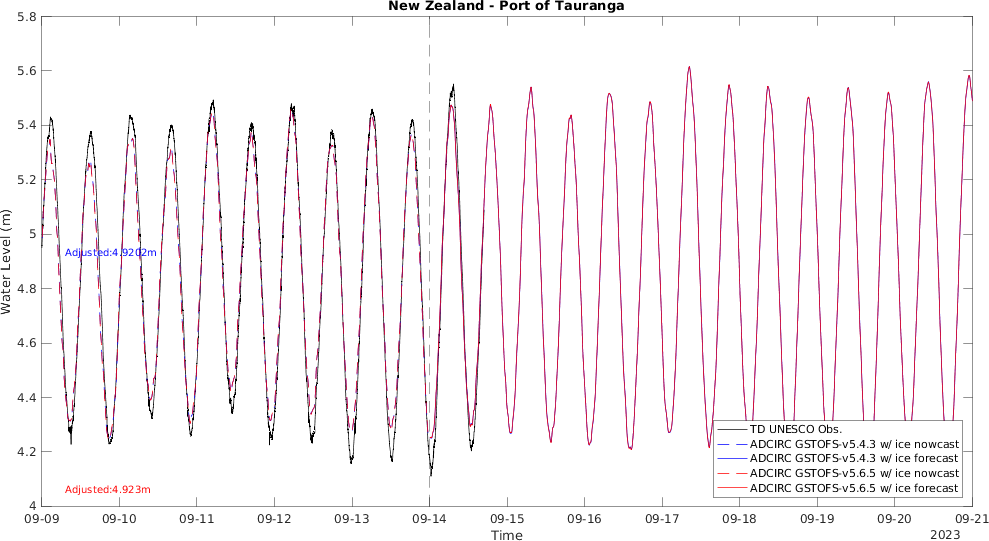 New Zealand - Port of Tauranga
5.8
5.6
5.4
5.2
5
4.8
4.6
4.4
4.2
4
Water Level (m)
Adjusted:4.9202m
Adjusted:4.923m
TD UNESCO Obs.
ADCIRC GSTOFS-v5.4.3 w/ ice nowcast
ADCIRC GSTOFS-v5.4.3 w/ ice forecast
ADCIRC GSTOFS-v5.6.5 w/ ice nowcast
ADCIRC GSTOFS-v5.6.5 w/ ice forecast
09-09 09-10 09-11 09-12 09-13 09-14 09-15 09-16 09-17 09-18 09-19 09-20 09-21
Time
2023